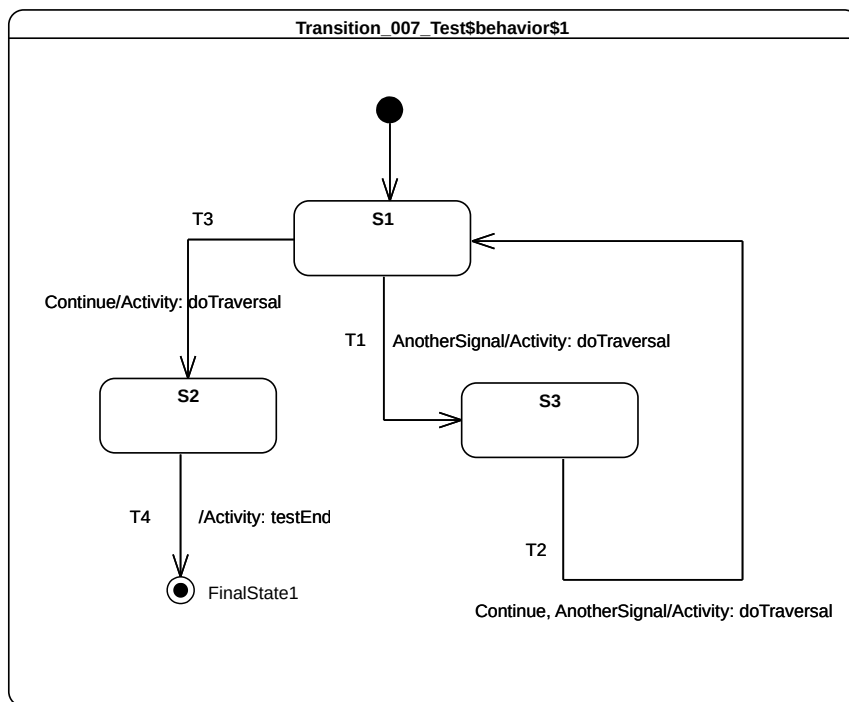 Transition_007_Test$behavior$1
T3
S1
Continue/Activity: doTraversal
T1
AnotherSignal/Activity: doTraversal
S2
S3
T4
/Activity: testEnd
T2
FinalState1
Continue, AnotherSignal/Activity: doTraversal